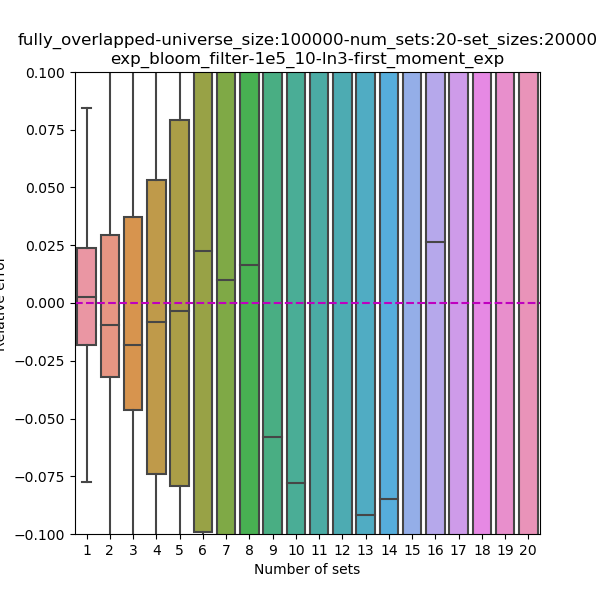 fully_overlapped-universe_size:100000-num_sets:20-set_sizes:20000
exp_bloom_filter-1e5_10-ln3-first_moment_exp
0.100
0.075
0.050
0.025
0.000
−0.025
−0.050
−0.075
−0.100
1 2 3 4 5 6 7 8 9 10 11 12 13 14 15 16 17 18 19 20
Number of sets